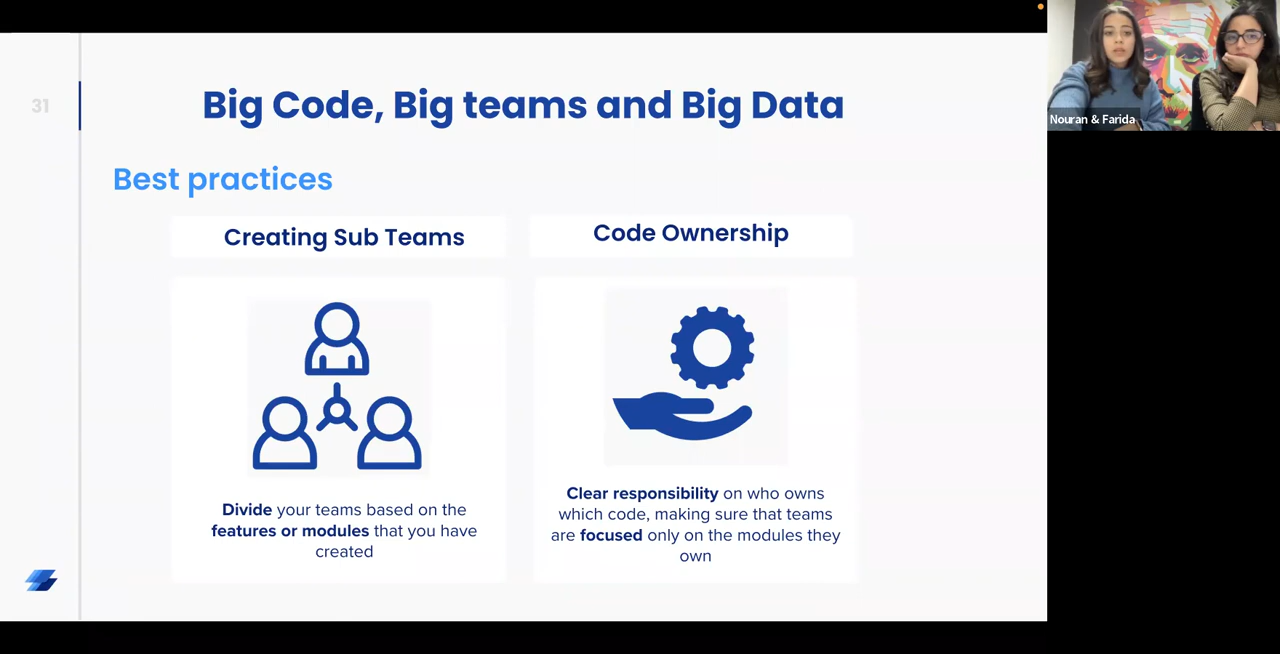 31
Big Code, Big teams and Big Data
Best practices
Creating Sub Teams
Divide your teams based on the
features or modules that you have
created
Code Ownership
Clear responsibility on who owns
which code, making sure that teams
are focused only on the modules they
own
Nouran & Farida